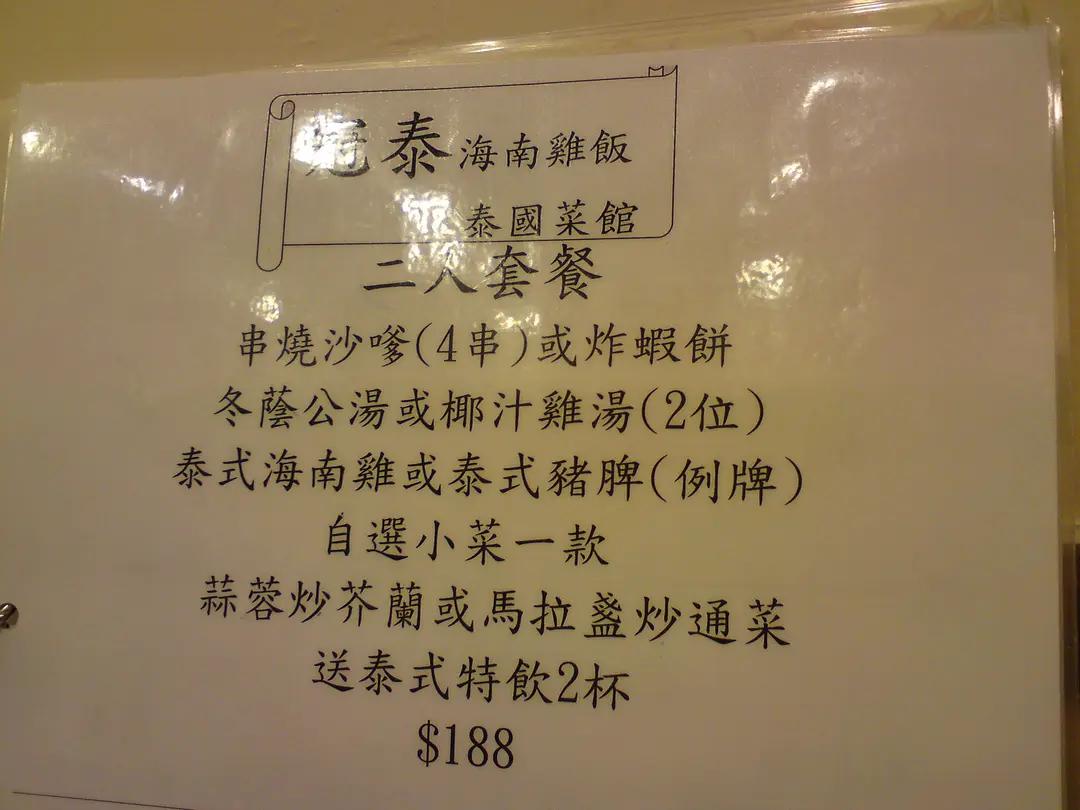 冠泰海南雞飯
泰國菜館
二人套餐
串燒沙嗲(4串)或炸蝦餅
冬蔭公湯或椰汁雞湯(2位)
泰式海南雞或泰式豬脾(例牌)
自選小菜一款
蒜蓉炒芥蘭或馬拉盞炒通菜
送泰式特飲2杯
$188